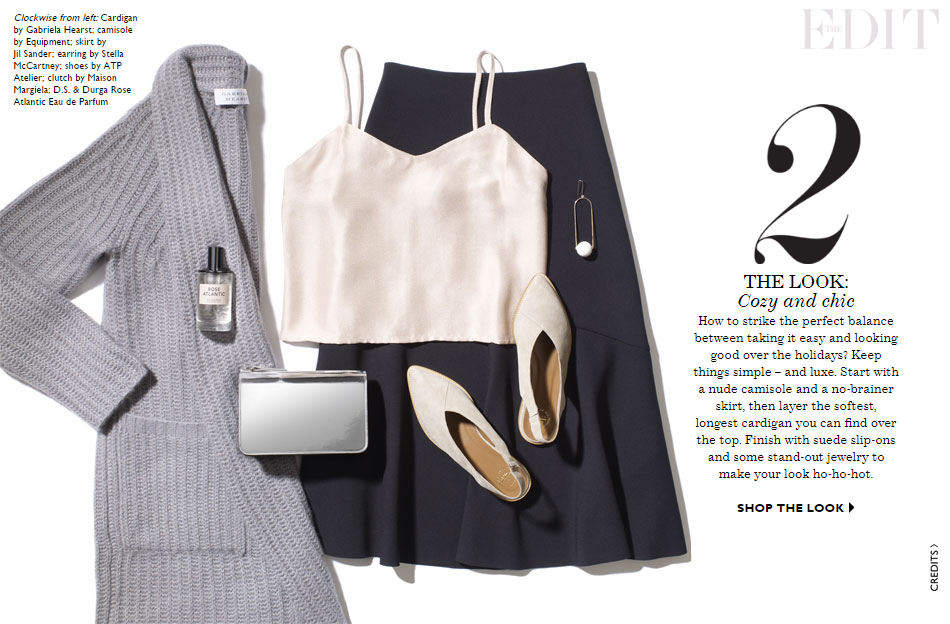 Clockwise from left: Cardigan
by Gabriela Hearst; camisole
by Equipment; skirt by
Jil Sander; earring by Stella
McCartney; shoes by ATP
Atelier; clutch by Maison
Margiela; D.S. & Durga Rose
Atlantic Eau de Parfum
THE EDIT
ROSE
ATLANTIC
2
THE LOOK:
Cozy and chic
How to strike the perfect balance
between taking it easy and looking
good over the holidays? Keep
things simple – and luxe. Start with
a nude camisole and a no-brainer
skirt, then layer the softest,
longest cardigan you can find over
the top. Finish with suede slip-ons
and some stand-out jewelry to
make your look ho-ho-hot.
SHOP THE LOOK
CREDITS